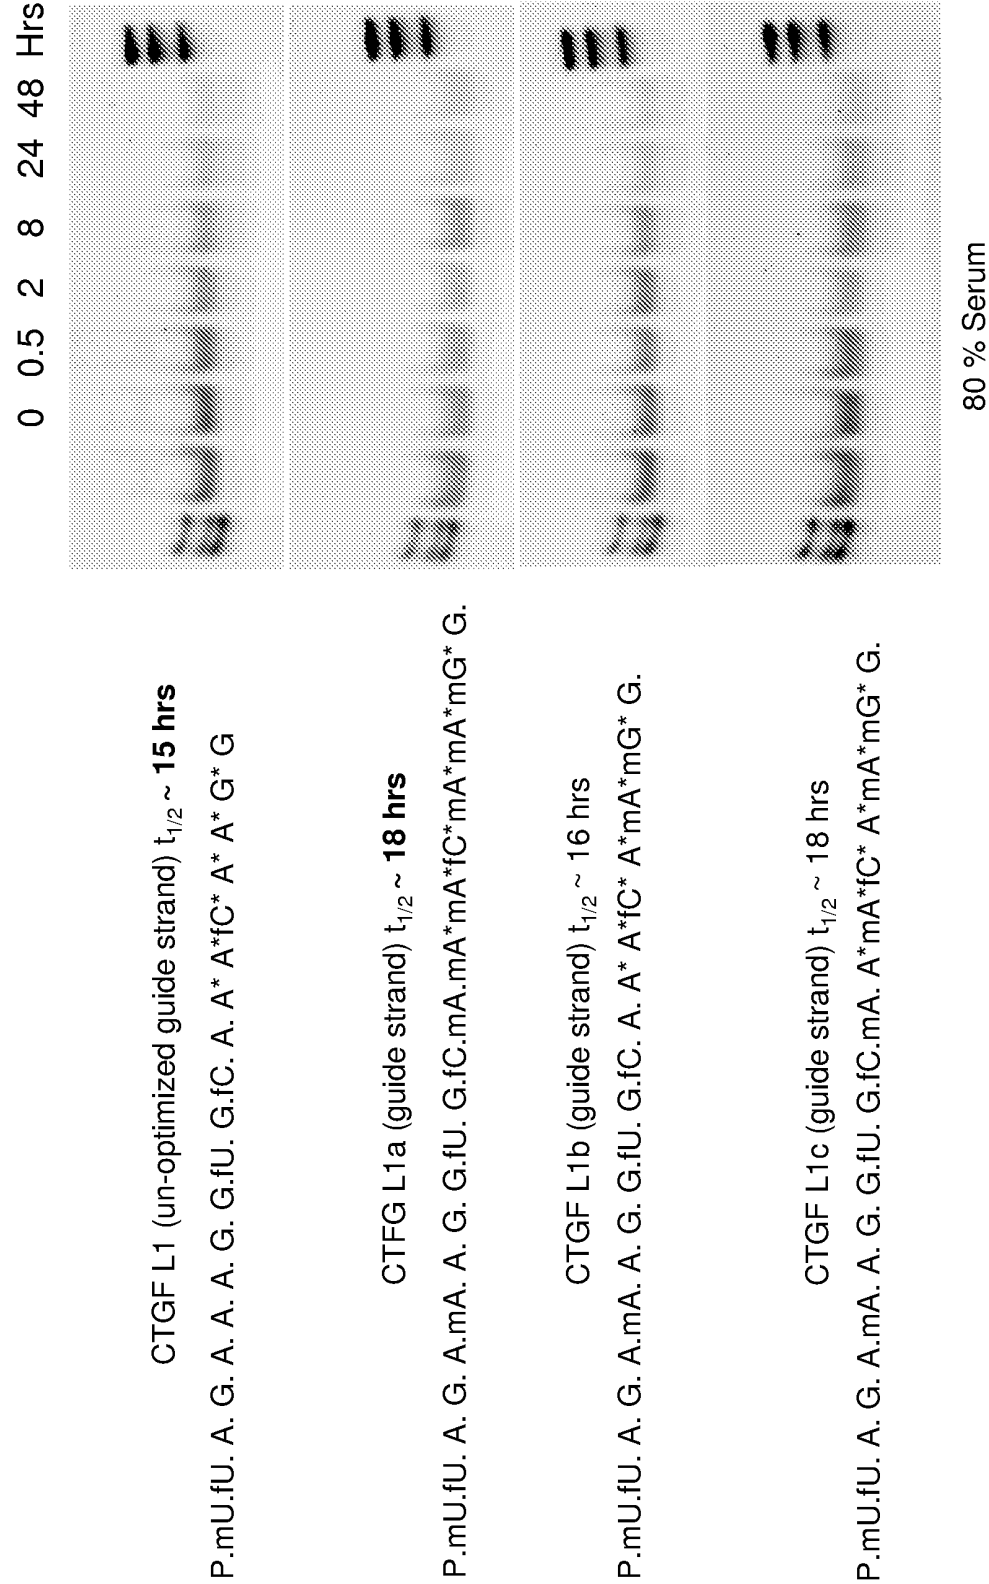 0 0.5 2 8 24 48 Hrs
CTGF L1 (un-optimized guide strand) t1/2 ~ 15 hrs
P.mU.fU. A. G. A. A. A. G. G.fU. G.fC. A. A* A*fC* A* A* G* G
CTFG L1a (guide strand) t1/2 ~ 18 hrs
P.mU.fU. A. G. A.mA. A. G. G.fU. G.fC.mA.mA*mA*fC*mA*mA*mG* G.
CTGF L1b (guide strand) t1/2 ~ 16 hrs
P.mU.fU. A. G. A.mA. A. G. G.fU. G.fC. A. A* A*fC* A*mA*mG* G.
CTGF L1c (guide strand) t1/2 ~ 18 hrs
P.mU.fU. A. G. A.mA. A. G. G.fU. G.fC.mA. A*mA*fC* A*mA*mG* G.
80 % Serum